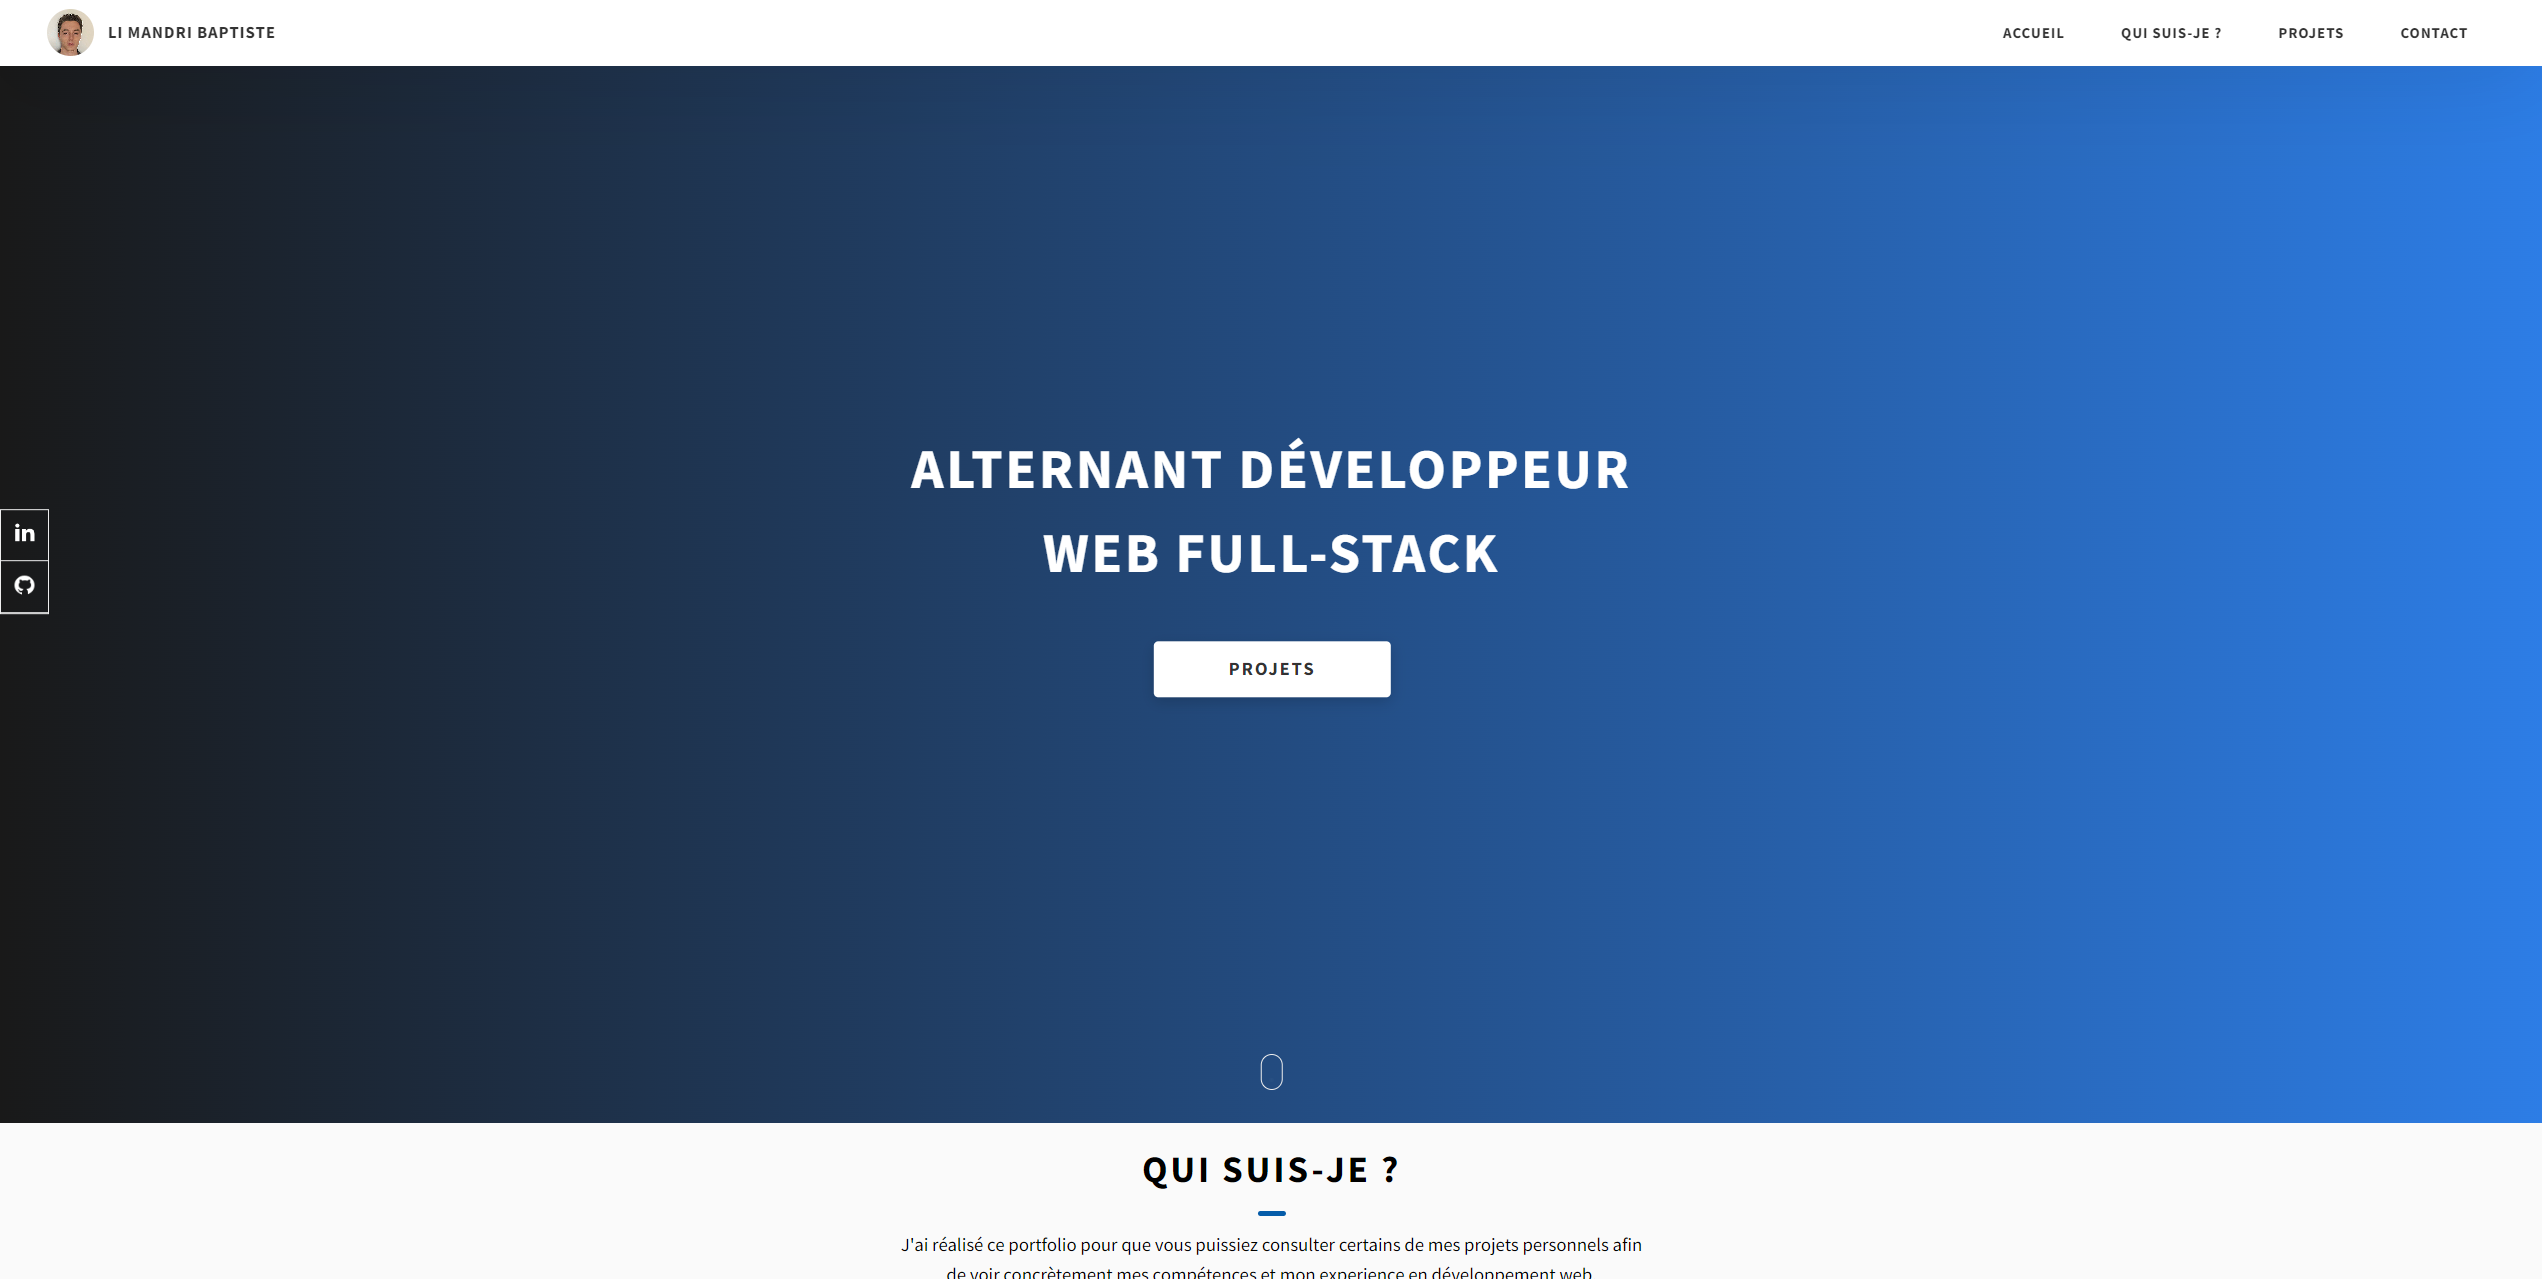 LI MANDRI BAPTISTE
ACCUEIL
QUI SUIS-JE ?
PROJETS
CONTACT
ALTERNANT DÉVELOPPEUR
WEB FULL-STACK
in
PROJETS
QUI SUIS-JE ?
J'ai réalisé ce portfolio pour que vous puissiez consulter certains de mes projets personnels afin
de voir concrètement mes compétences et mon experience en développement web